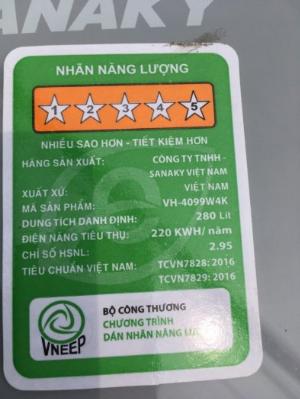 SANAKY
NHÃN NĂNG LƯỢNG
1 2 3 4 5
NHIỀU SAO HƠN - TIẾT KIỆM HƠN
HÃNG SẢN XUẤT: CÔNG TY TNHH -
SANAKY VIỆT NAM
XUẤT XỨ: VIỆT NAM
MÃ SẢN PHẨM: VH-4099W4K
DUNG TÍCH DANH ĐỊNH: 280 Lít
ĐIỆN NĂNG TIÊU THỤ: 220 KWH/ năm
CHỈ SỐ HSNL: 2.95
TIÊU CHUẨN VIỆT NAM: TCVN7828: 2016
TCVN7829: 2016
BỘ CÔNG THƯƠNG
CHƯƠNG TRÌNH
DÁN NHÃN NĂNG LƯỢNG
VNEEP